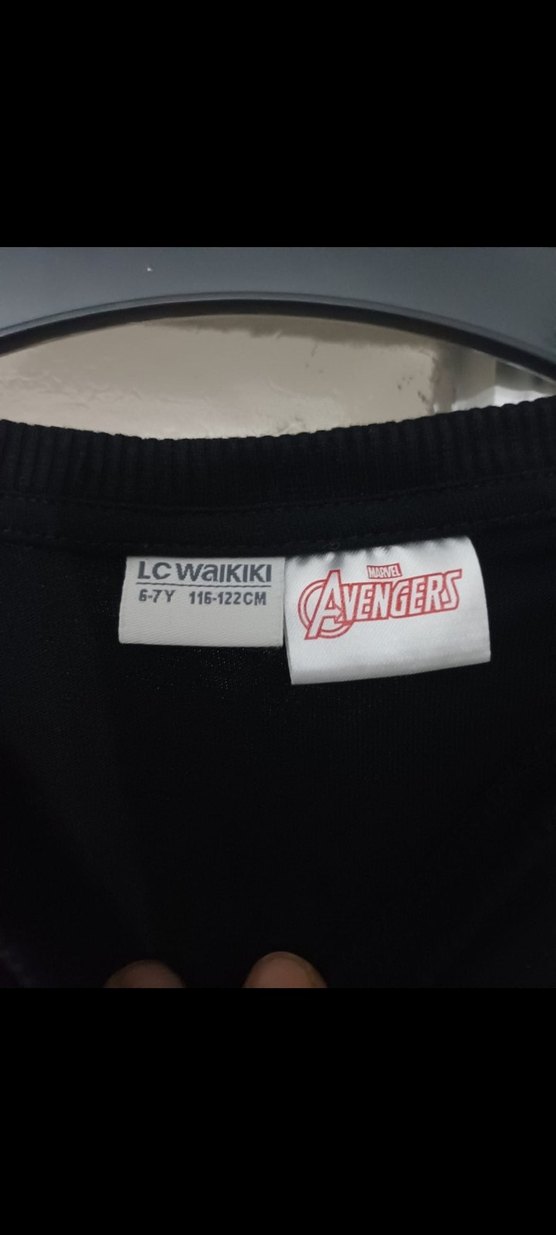 LC WAIKIKI
6-7Y 116-122CM
MARVEL
AVENGERS